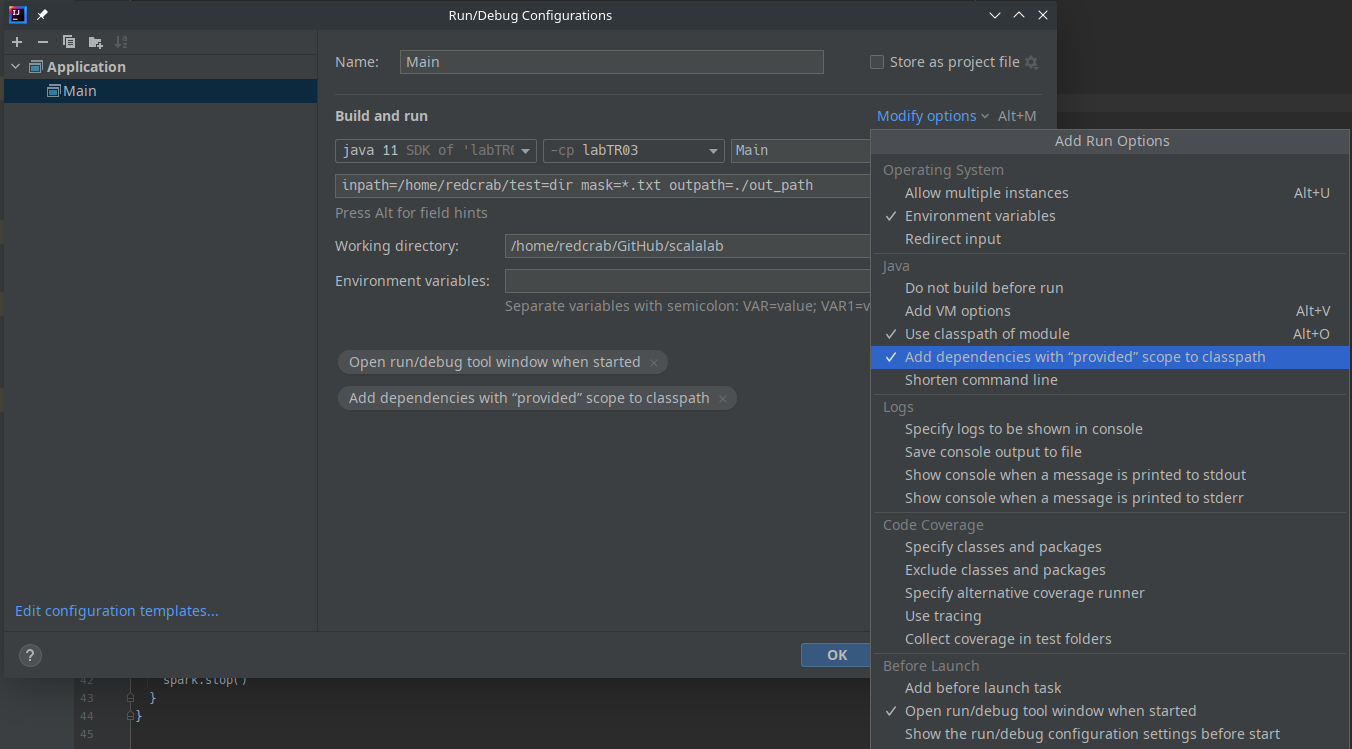 Run/Debug Configurations
Application
Main
Edit configuration templates...
Name:
Main
Store as project file
Build and run
Modify options
Alt+M
java 11 SDK of 'labTR
-cp labTR03
Main
inpath=/home/redcrab/test=dir mask=*.txt outpath=./out_path
Press Alt for field hints
Working directory:
/home/redcrab/GitHub/scalalab
Environment variables:
Separate variables with semicolon: VAR=value; VAR1=v
Open run/debug tool window when started
Add dependencies with “provided” scope to classpath
?
OK
Add Run Options
Operating System
Allow multiple instances Alt+U
Environment variables
Redirect input
Java
Do not build before run
Add VM options Alt+V
Use classpath of module Alt+O
Add dependencies with “provided” scope to classpath
Shorten command line
Logs
Specify logs to be shown in console
Save console output to file
Show console when a message is printed to stdout
Show console when a message is printed to stderr
Code Coverage
Specify classes and packages
Exclude classes and packages
Specify alternative coverage runner
Use tracing
Collect coverage in test folders
Before Launch
Add before launch task
Open run/debug tool window when started
Show the run/debug configuration settings before start
42 spark.stop()
43 }
44 }
45